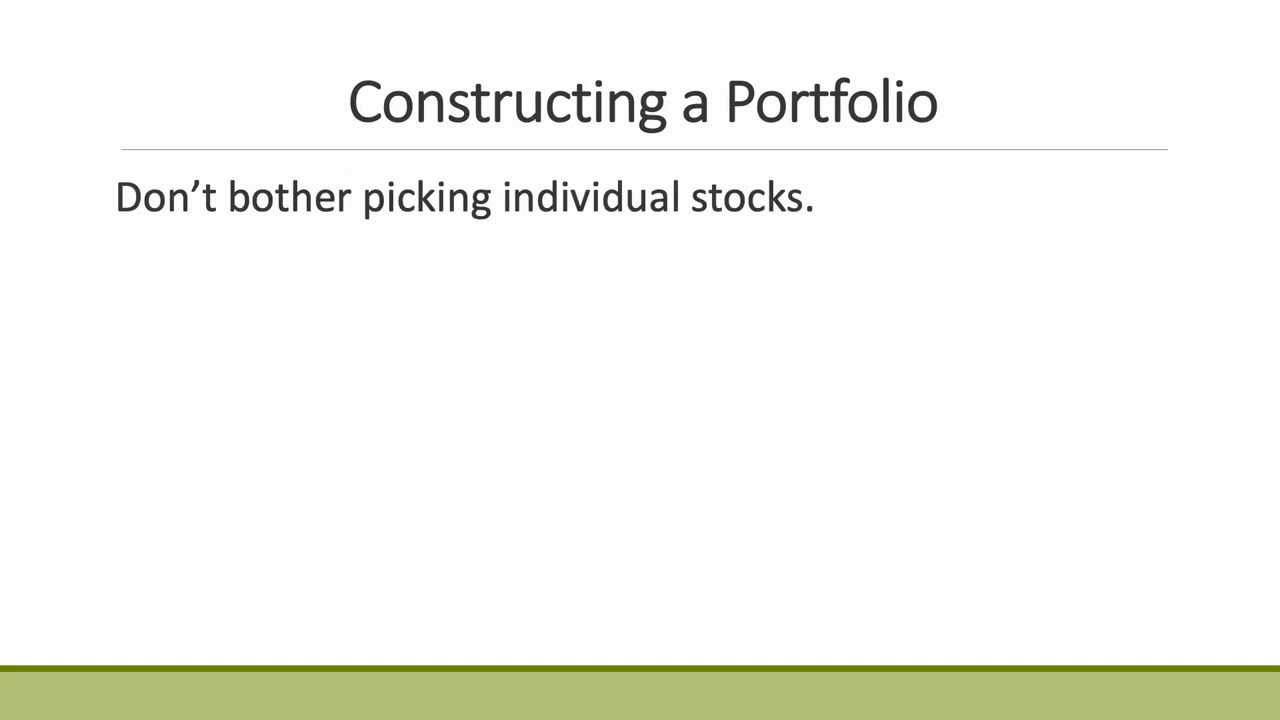 Constructing a Portfolio
Don’t bother picking individual stocks.